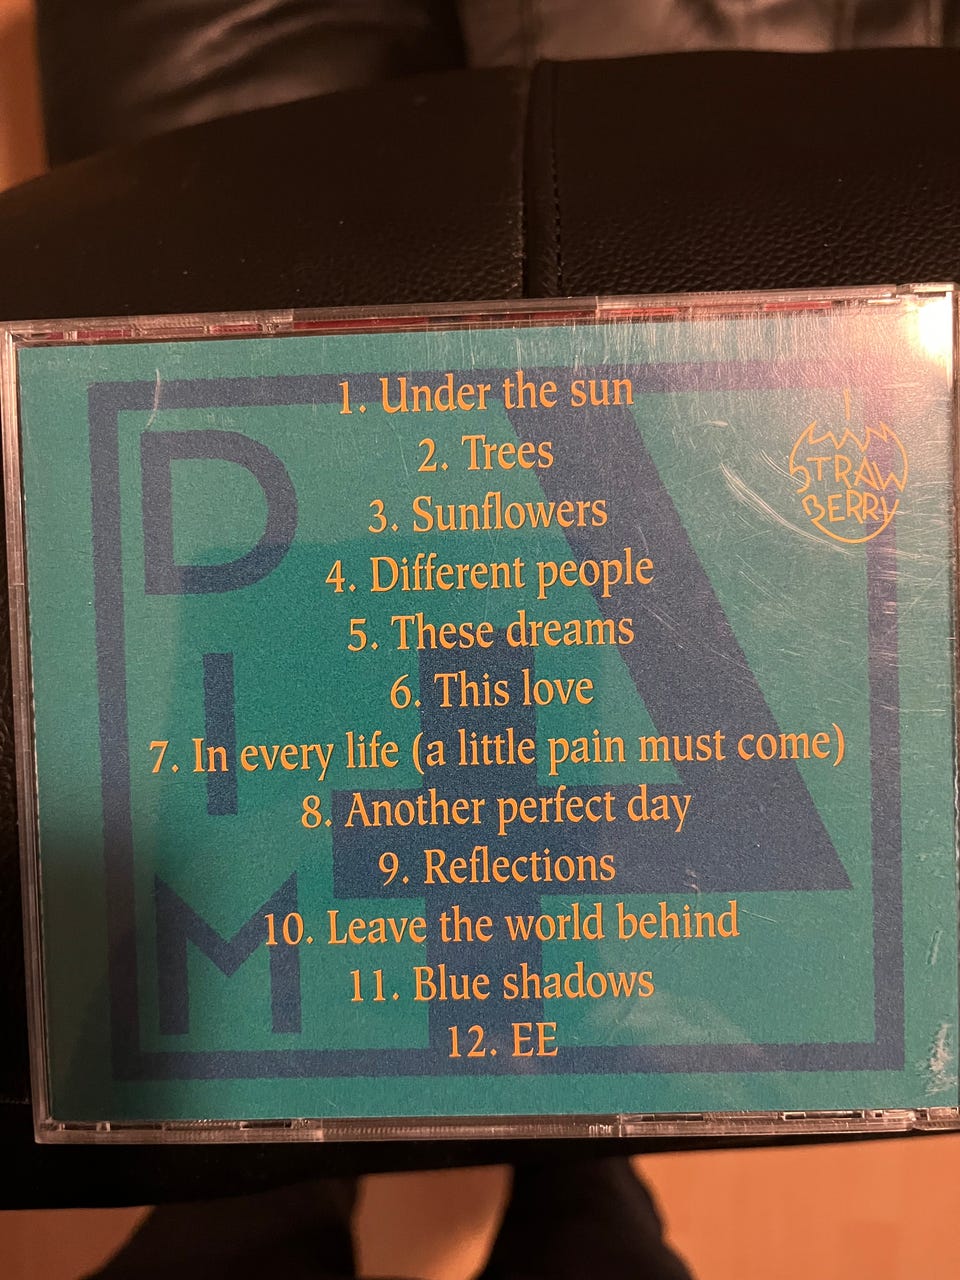 1. Under the sun
2. Trees
3. Sunflowers
4. Different people
5. These dreams
6. This love
7. In every life (a little pain must come)
8. Another perfect day
9. Reflections
10. Leave the world behind
11. Blue shadows
12. EE
STRAW
BERRY
DIM
4